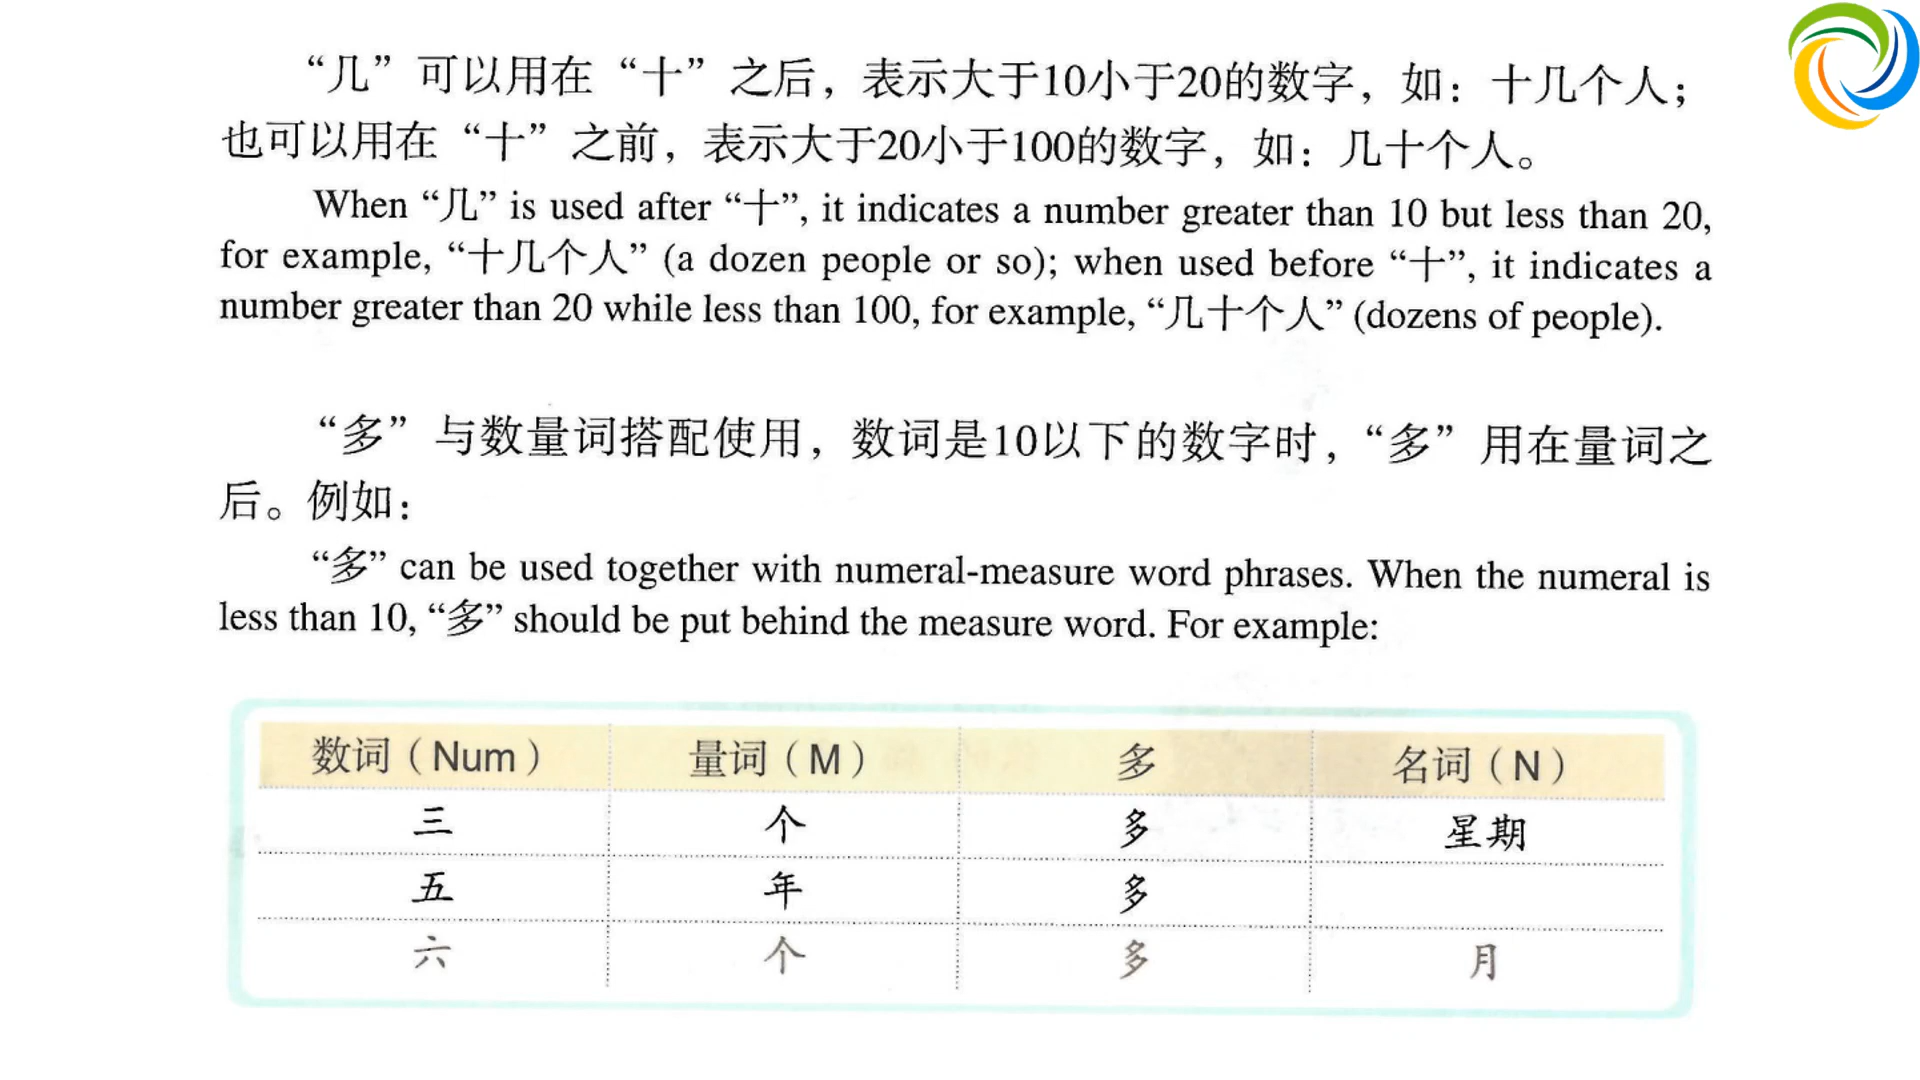 “几”可以用在“十”之后，表示大于10小于20的数字，如：十几个人；
也可以用在“十”之前，表示大于20小于100的数字，如：几十个人。
When “几” is used after “十”, it indicates a number greater than 10 but less than 20,
for example, “十几个人” (a dozen people or so); when used before “十”, it indicates a
number greater than 20 while less than 100, for example, “几十个人” (dozens of people).
“多”与数量词搭配使用，数词是10以下的数字时，“多”用在量词之
后。例如：
“多” can be used together with numeral-measure word phrases. When the numeral is
less than 10, “多” should be put behind the measure word. For example:
数词（Num） 量词（M） 多 名词（N）
三 个 多 星期
五 年 多
六 个 多 月